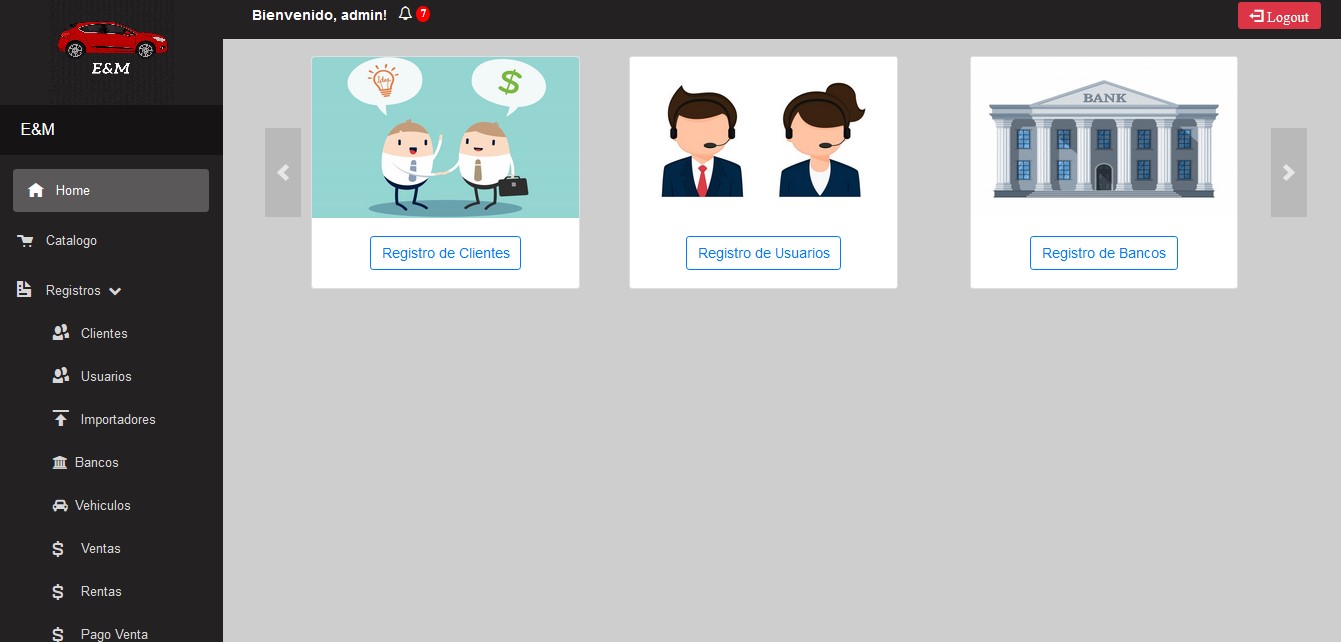 Bienvenido, admin! 7
Logout
E&M
E&M
Home
Catalogo
Registros
Clientes
Usuarios
Importadores
Bancos
Vehiculos
Ventas
Rentas
Pago Venta
Idea
$
BANK
Registro de Clientes
Registro de Usuarios
Registro de Bancos